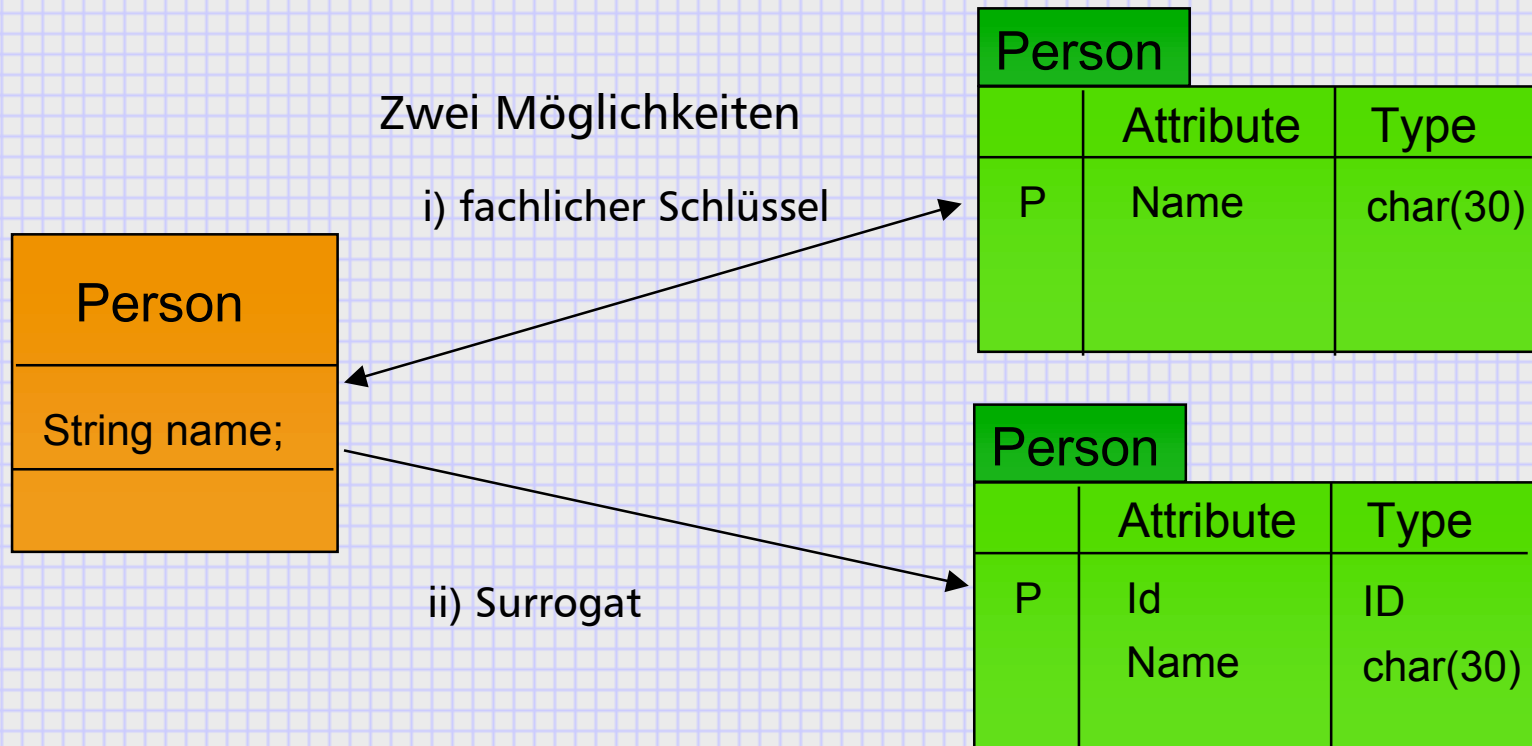 Zwei Möglichkeiten
i) fachlicher Schlüssel
Person
String name;
ii) Surrogat
Person
Attribute Type
P Name char(30)
Person
Attribute Type
P Id ID
Name char(30)